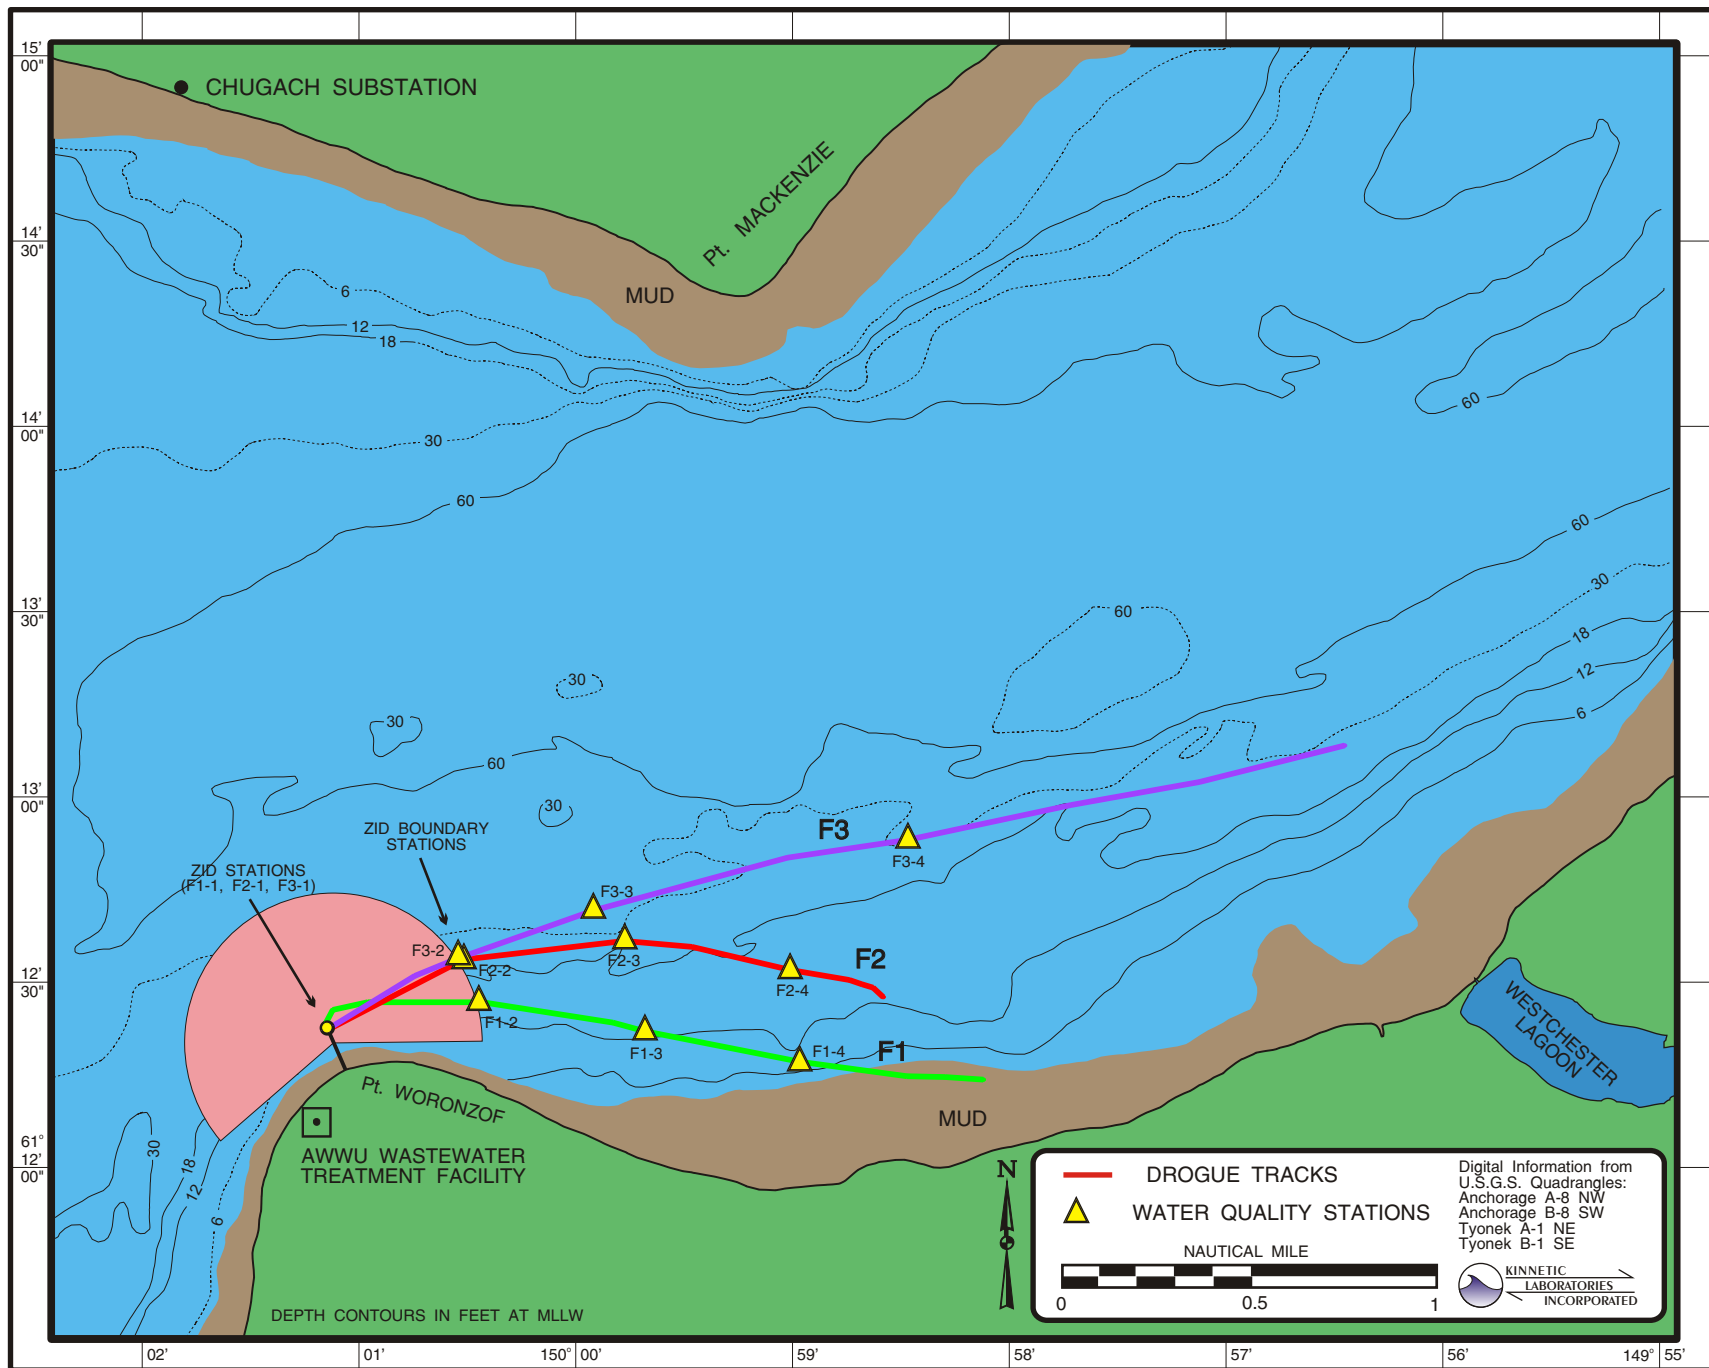 15'
00"
CHUGACH SUBSTATION
Pt. MACKENZIE
14'
30"
MUD
6
12
18
30
14'
00"
60
60
60
13'
30"
60
30
18
12
6
30
30
60
30
13'
00"
ZID BOUNDARY
STATIONS
ZID STATIONS
(F1-1, F2-1, F3-1)
F3
F3-4
F3-3
F3-2
F2-2
F2-3
F2
F2-4
12'
30"
F1-2
F1-3
F1-4
F1
WESTCHESTER
LAGOON
Pt. WORONZOF
MUD
30
18
12
6
61°
12'
00"
AWWU WASTEWATER
TREATMENT FACILITY
N
DROGUE TRACKS
WATER QUALITY STATIONS
NAUTICAL MILE
0 0.5 1
Digital Information from
U.S.G.S. Quadrangles:
Anchorage A-8 NW
Anchorage B-8 SW
Tyonek A-1 NE
Tyonek B-1 SE
KINNETIC
LABORATORIES
INCORPORATED
DEPTH CONTOURS IN FEET AT MLLW
02' 01' 150° 00' 59' 58' 57' 56' 149° 55'